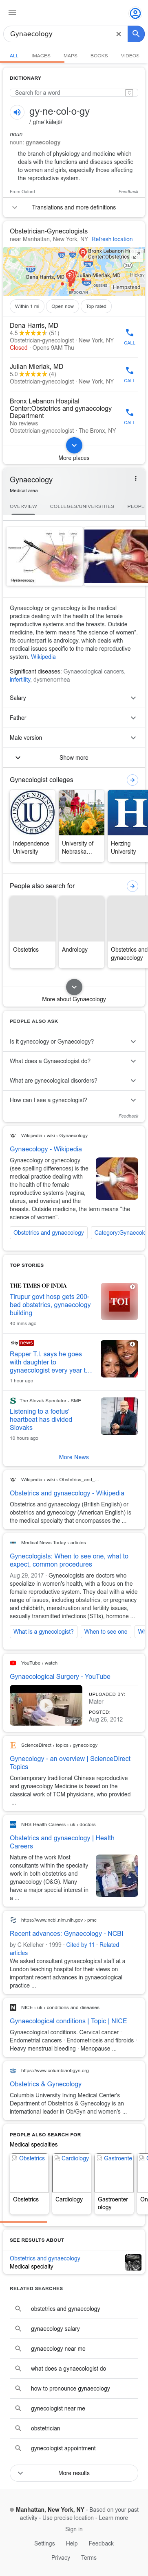 Gynaecology
ALL IMAGES MAPS BOOKS VIDEOS
DICTIONARY
Search for a word
gy·ne·col·o·gy
noun
noun: gynaecology
the branch of physiology and medicine which
deals with the functions and diseases specific
to women and girls, especially those affecting
the reproductive system.
From Oxford Feedback
Translations and more definitions
Obstetrician-Gynecologists
near Manhattan, New York, NY Refresh location
Dena Harris, MD
Julian Mierlak, MD
Bronx Lebanon Hospital
Center:Obstetrics an
Hempstead
Within 1 mi Open now Top rated
Dena Harris, MD
4.5 (51)
Obstetrician-gynecologist · New York, NY
Closed · Opens 9AM Thu
CALL
Julian Mierlak, MD
5.0 (4)
Obstetrician-gynecologist · New York, NY
CALL
Bronx Lebanon Hospital
Center:Obstetrics and gynaecology
Department
No reviews
Obstetrician-gynecologist · The Bronx, NY
CALL
More places
Gynaecology
Medical area
OVERVIEW COLLEGES/UNIVERSITIES PEOPL
Gynaecology or gynecology is the medical
practice dealing with the health of the female
reproductive systems and the breasts. Outside
medicine, the term means "the science of women".
Its counterpart is andrology, which deals with
medical issues specific to the male reproductive
system. Wikipedia
Significant diseases: Gynaecological cancers,
infertility, dysmenorrhea
Salary
Father
Male version
Show more
Gynecologist colleges
Independence
University
University of
Nebraska…
Herzing
University
People also search for
Obstetrics
Andrology
Obstetrics and
gynaecology
More about Gynaecology
PEOPLE ALSO ASK
Is it gynecology or Gynaecology?
What does a Gynaecologist do?
What are gynecological disorders?
How can I see a gynecologist?
Feedback
Wikipedia › wiki › Gynaecology
Gynaecology - Wikipedia
Gynaecology or gynecology
(see spelling differences) is the
medical practice dealing with
the health of the female
reproductive systems (vagina,
uterus, and ovaries) and the
breasts. Outside medicine, the term means "the
science of women".
Obstetrics and gynaecology Category:Gynaecolo
TOP STORIES
THE TIMES OF INDIA
Tirupur govt hosp gets 200-
bed obstetrics, gynaecology
building
TOI
40 mins ago
sky news
Rapper T.I. says he goes
with daughter to
gynaecologist every year t…
1 hour ago
The Slovak Spectator - SME
Listening to a foetus'
heartbeat has divided
Slovaks
10 hours ago
More News
Wikipedia › wiki › Obstetrics_and_…
Obstetrics and gynaecology - Wikipedia
Obstetrics and gynaecology (British English) or
obstetrics and gynecology (American English) is
the medical specialty that encompasses the ...
Medical News Today › articles
Gynecologists: When to see one, what to
expect, common procedures
Aug 29, 2017 · Gynecologists are doctors who
specialize in women's health, with a focus on the
female reproductive system. They deal with a
wide range of issues, including obstetrics, or
pregnancy and childbirth, menstruation and
fertility issues, sexually transmitted infections
(STIs), hormone ...
What is a gynecologist? When to see one
YouTube › watch
Gynaecological Surgery - YouTube
UPLOADED BY:
Mater
POSTED:
Aug 26, 2012
ScienceDirect › topics › gynecology
Gynecology - an overview | ScienceDirect
Topics
Contemporary traditional Chinese reproductive
and gynecology Medicine is based on the
classical work of TCM physicians, who provided
...
NHS Health Careers › uk › doctors
Obstetrics and gynaecology | Health
Careers
Nature of the work Most
consultants within the specialty
work in both obstetrics and
gynaecology (O&G). Many
have a major special interest in
a ...
https://www.ncbi.nlm.nih.gov › pmc
Recent advances: Gynaecology - NCBI
by C Kelleher · 1999 · Cited by 11 · Related
articles
We asked consultant gynaecological staff at a
London teaching hospital for their views on
important recent advances in gynaecological
practice ...
NICE › uk › conditions-and-diseases
Gynaecological conditions | Topic | NICE
Gynaecological conditions. Cervical cancer ·
Endometrial cancers · Endometriosis and fibroids ·
Heavy menstrual bleeding · Menopause ...
https://www.columbiaobgyn.org
Obstetrics & Gynecology
Columbia University Irving Medical Center's
Department of Obstetrics & Gynecology is an
international leader in Ob/Gyn and women's ...
PEOPLE ALSO SEARCH FOR
Medical specialties
Obstetrics
Cardiology
Gastroenter
ology
SEE RESULTS ABOUT
Obstetrics and gynaecology
Medical specialty
RELATED SEARCHES
obstetrics and gynaecology
gynaecology salary
gynaecology near me
what does a gynaecologist do
how to pronounce gynaecology
gynecologist near me
obstetrician
gynecologist appointment
More results
Manhattan, New York, NY - Based on your past
activity - Use precise location - Learn more
Sign in
Settings Help Feedback
Privacy Terms